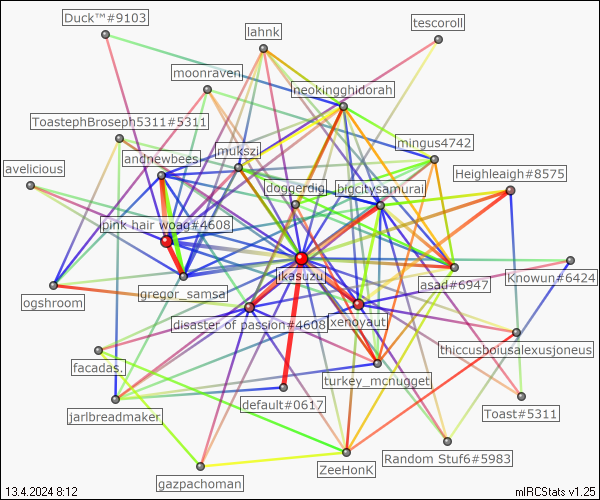 Duck™#9103
tescoroll
lahnk
moonraven
neokingghidorah
ToastephBroseph5311#5311
mingus4742
mukszi
andnewbees
avelicious
Heighleigh#8575
doggerdig
bigcitysamurai
pink hair woag#4608
ikasuzu
Knowun#6424
asad#6947
gregor_samsa
ogshroom
disaster of passion#4608
xenoyaut
thiccusboiusalexusjoneus
facadas.
turkey_mcnugget
default#0617
Toast#5311
jarlbreadmaker
Random Stuf6#5983
ZeeHonK
gazpachoman
13.4.2024 8:12
mIRCStats v1.25